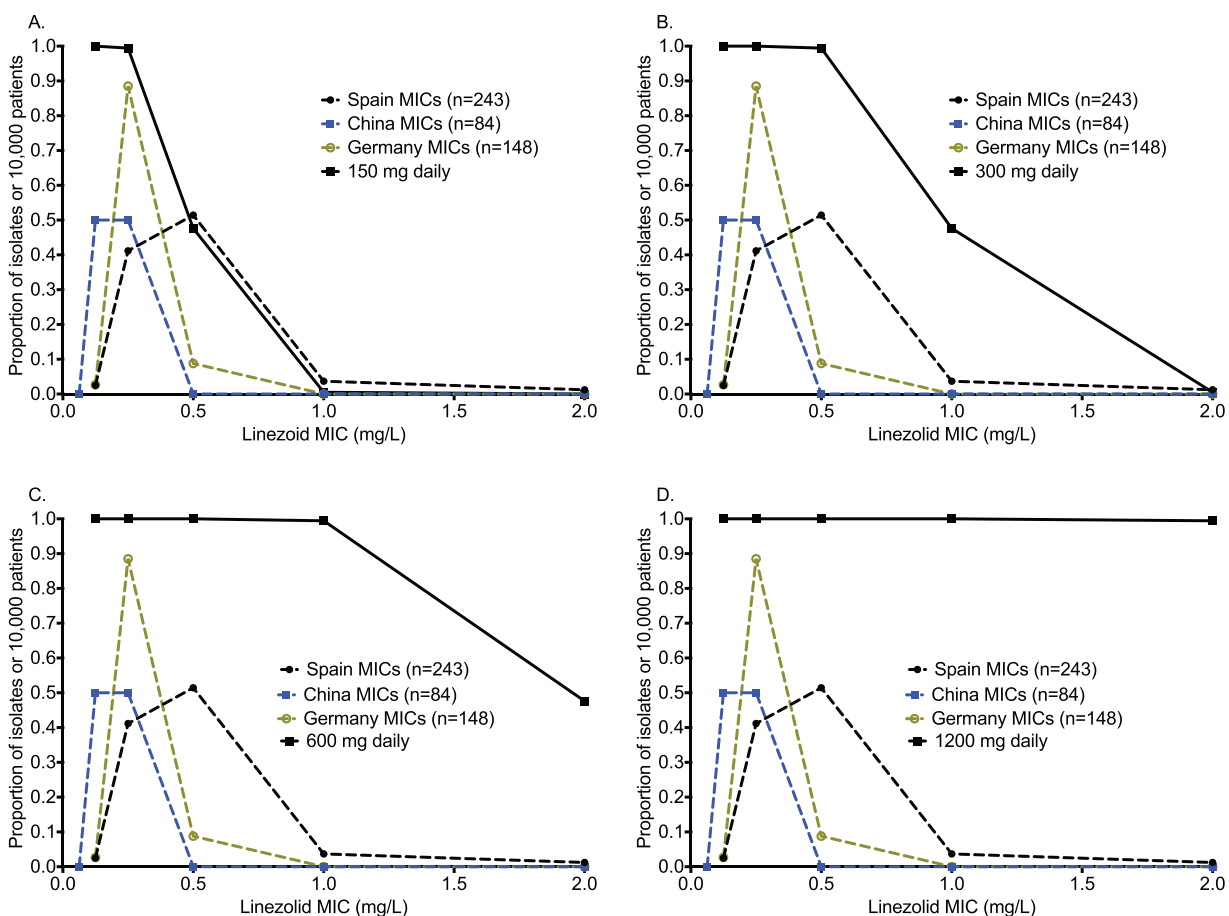 A.
1.0
0.9
0.8
0.7
0.6
0.5
0.4
0.3
0.2
0.1
0.0
Proportion of isolates or 10,000 patients
Spain MICs (n=243)
China MICs (n=84)
Germany MICs (n=148)
150 mg daily
0.0 0.5 1.0 1.5 2.0
Linezoid MIC (mg/L)
B.
1.0
0.9
0.8
0.7
0.6
0.5
0.4
0.3
0.2
0.1
0.0
Proportion of isolates or 10,000 patients
Spain MICs (n=243)
China MICs (n=84)
Germany MICs (n=148)
300 mg daily
0.0 0.5 1.0 1.5 2.0
Linezolid MIC (mg/L)
C.
1.0
0.9
0.8
0.7
0.6
0.5
0.4
0.3
0.2
0.1
0.0
Proportion of isolates or 10,000 patients
Spain MICs (n=243)
China MICs (n=84)
Germany MICs (n=148)
600 mg daily
0.0 0.5 1.0 1.5 2.0
Linezolid MIC (mg/L)
D.
1.0
0.9
0.8
0.7
0.6
0.5
0.4
0.3
0.2
0.1
0.0
Proportion of isolates or 10,000 patients
Spain MICs (n=243)
China MICs (n=84)
Germany MICs (n=148)
1200 mg daily
0.0 0.5 1.0 1.5 2.0
Linezolid MIC (mg/L)